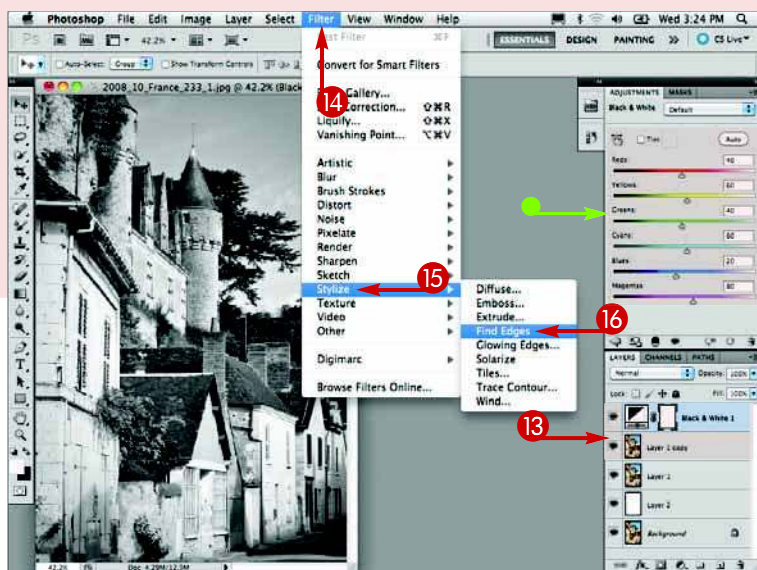 Photoshop File Edit Image Layer Select Filter View Window Help Wed 3:24 PM
Ps 42.2% ESSENTIALS DESIGN PAINTING CS Live
Last Filter ⌘F
Auto-Select: Group Show Transform Controls
Convert for Smart Filters
2008_10_France_233_1.jpg @ 42.2% (Black
14
Gallery...
Correction... ⇧⌘R
Liquify... ⇧⌘X
Vanishing Point... ⌥⌘V
Artistic
Blur
Brush Strokes
Distort
Noise
Pixelate
Render
Sharpen
Sketch
Stylize
15
Texture
Video
Other
Digimarc
Browse Filters Online...
Diffuse...
Emboss...
Extrude...
Find Edges
16
Glowing Edges...
Solarize
Tiles...
Trace Contour...
Wind...
ADJUSTMENTS MASKS
Black & White Default
Tint Auto
Reds: 40
Yellows: 60
Greens: 40
Cyans: 60
Blues: 20
Magentas: 80
LAYERS CHANNELS PATHS
Normal Opacity: 100%
Lock: Fill: 100%
Black & White 1
13
Layer 1 copy
Layer 1
Layer 2
Background
42.2% Doc: 4.29M/12.0M